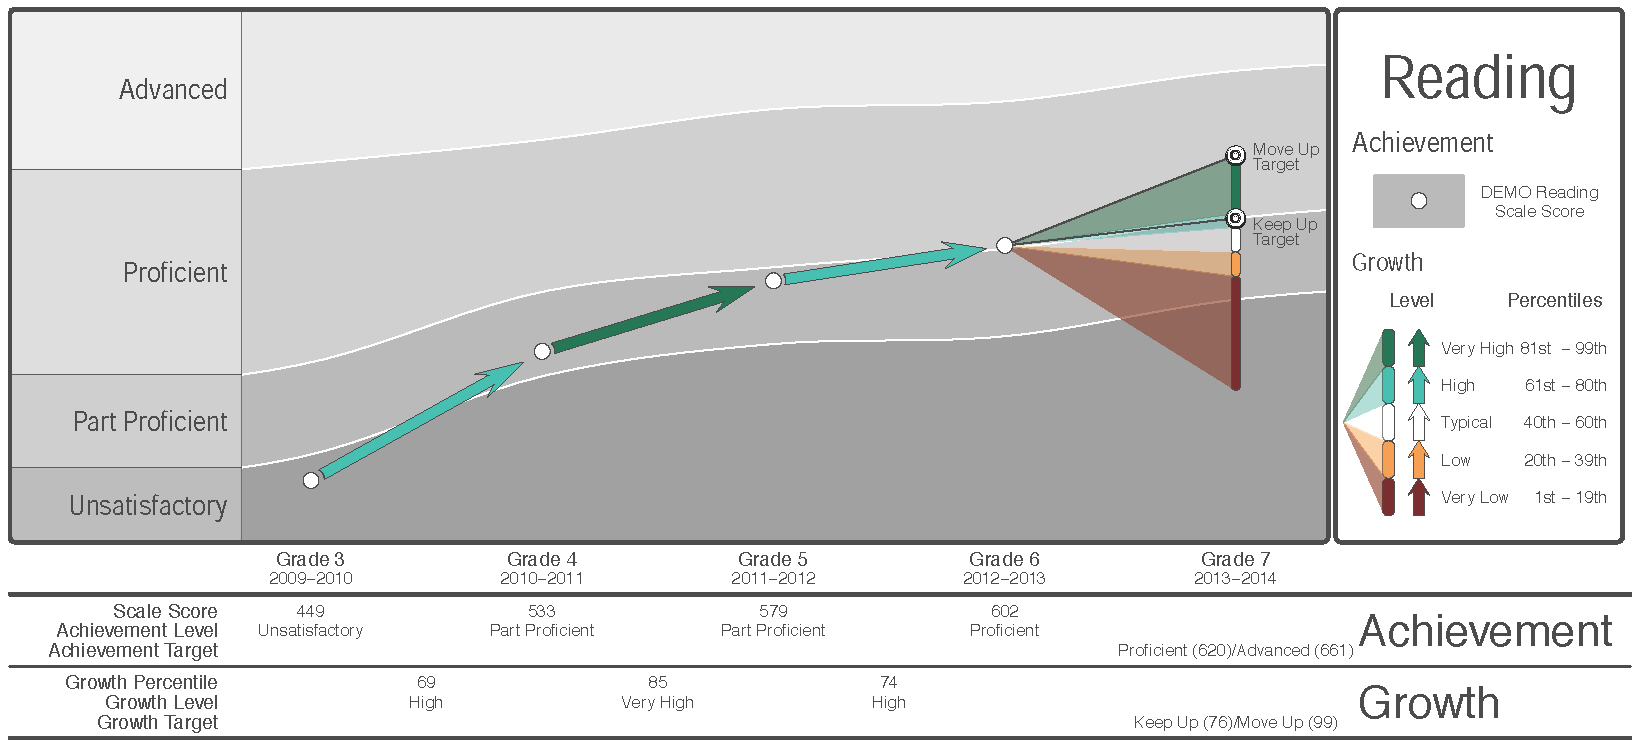 Advanced
Proficient
Part Proficient
Unsatisfactory
Move Up
Target
Keep Up
Target
Reading
Achievement
DEMO Reading
Scale Score
Growth
Level Percentiles
Very High 81st – 99th
High 61st – 80th
Typical 40th – 60th
Low 20th – 39th
Very Low 1st – 19th
Grade 3 Grade 4 Grade 5 Grade 6 Grade 7
2009–2010 2010–2011 2011–2012 2012–2013 2013–2014
Scale Score 449 533 579 602
Achievement Level Unsatisfactory Part Proficient Part Proficient Proficient
Achievement Target Proficient (620)/Advanced (661)
Achievement
Growth Percentile 69 85 74
Growth Level High Very High High
Growth Target Keep Up (76)/Move Up (99)
Growth